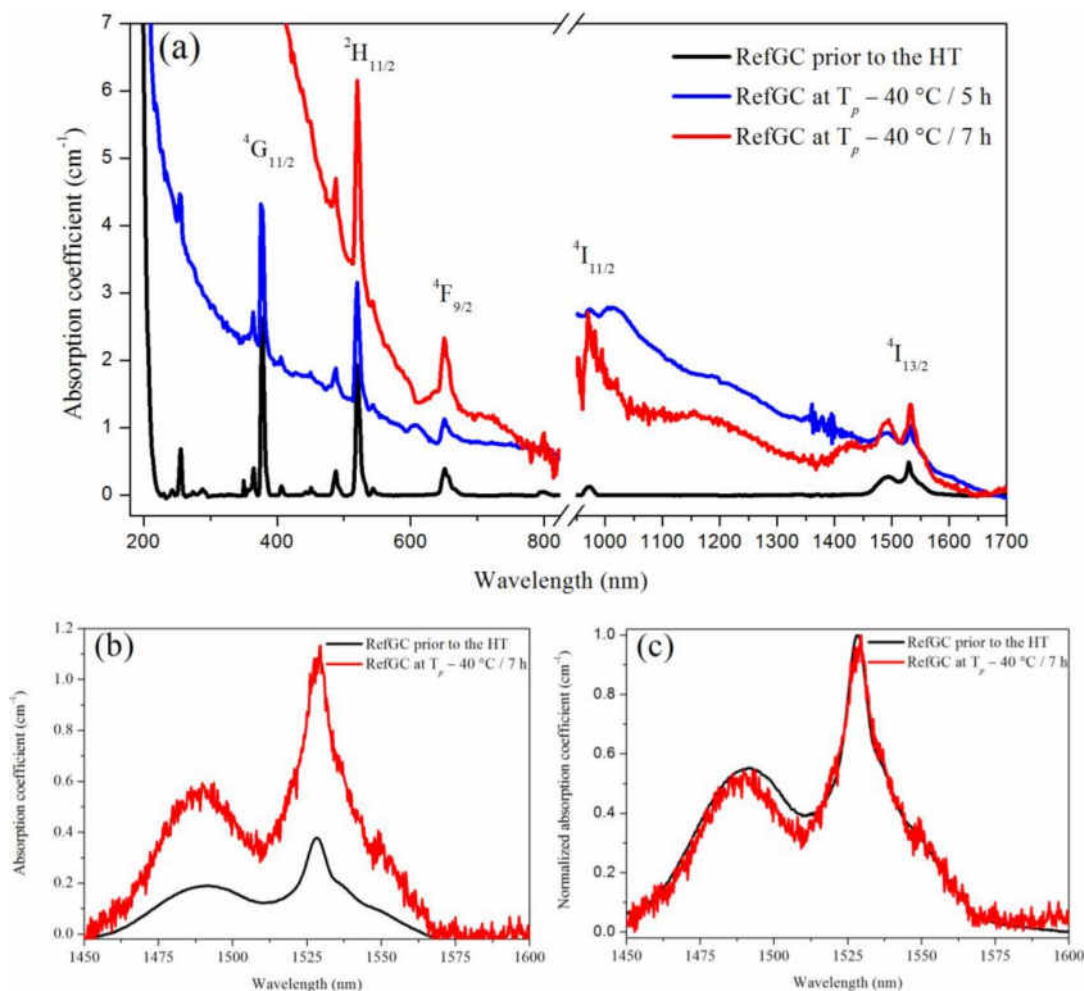 (a)
RefGC prior to the HT
RefGC at Tp – 40 °C / 5 h
RefGC at Tp – 40 °C / 7 h
2H11/2
4G11/2
4F9/2
4I11/2
4I13/2
Absorption coefficient (cm-1)
7
6
5
4
3
2
1
0
200 400 600 800 1000 1100 1200 1300 1400 1500 1600 1700
Wavelength (nm)
(b)
RefGC prior to the HT
RefGC at Tp – 40 °C / 7 h
Absorption coefficient (cm-1)
1.2
1.0
0.8
0.6
0.4
0.2
0.0
1450 1475 1500 1525 1550 1575 1600
Wavelength (nm)
(c)
RefGC prior to the HT
RefGC at Tp – 40 °C / 7 h
Normalized absorption coefficient (cm-1)
1.0
0.8
0.6
0.4
0.2
0.0
1450 1475 1500 1525 1550 1575 1600
Wavelength (nm)